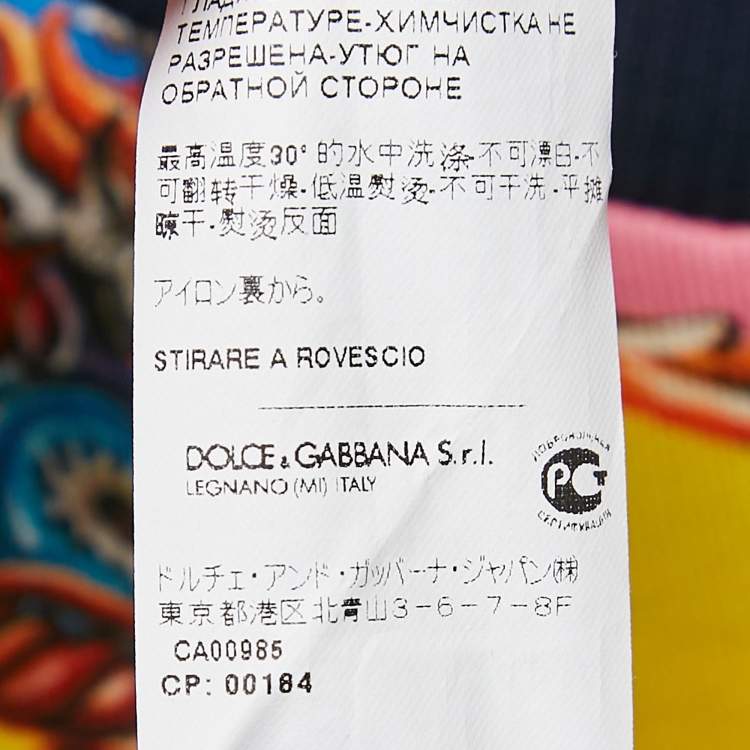 ТЕМПЕРАТУРЕ-ХИМЧИСТКА НЕ
РАЗРЕШЕНА-УТЮГ НА
ОБРАТНОЙ СТОРОНЕ
最高温度30°的水中洗涤-不可漂白-不
可翻转干燥-低温熨烫-不可干洗-平摊
晾干-熨烫反面
アイロン裏から。
STIRARE A ROVESCIO
DOLCE & GABBANA S.r.l.
LEGNANO (MI) ITALY
ДОБРОВОЛЬНАЯ
РСТ
СЕРТИФИКАЦИЯ
ドルチェ・アンド・ガッバーナ・ジャパン(株)
東京都港区北青山3-6-7-8F
CA00985
CP: 00184